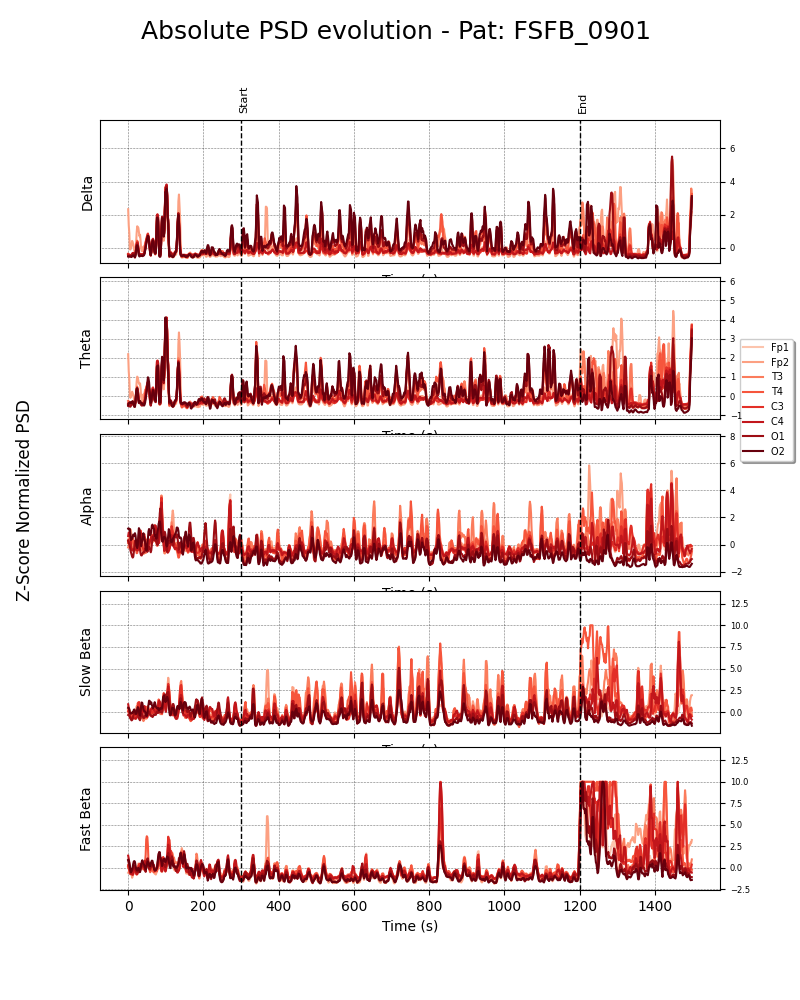 Absolute PSD evolution - Pat: FSFB_0901
Start
End
Z-Score Normalized PSD
Delta
6
4
2
0
Theta
6
5
4
3
2
1
0
−1
Alpha
8
6
4
2
0
−2
Slow Beta
12.5
10.0
7.5
5.0
2.5
0.0
Fast Beta
12.5
10.0
7.5
5.0
2.5
0.0
−2.5
0 200 400 600 800 1000 1200 1400
Time (s)
Fp1
Fp2
T3
T4
C3
C4
O1
O2